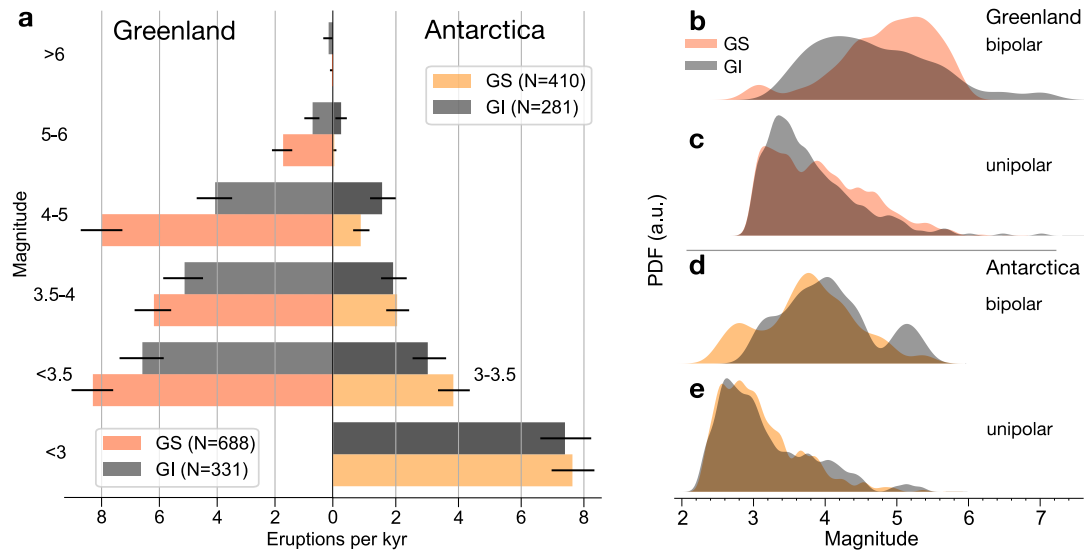 a
Greenland
Antarctica
GS (N=410)
GI (N=281)
>6
5-6
4-5
3.5-4
<3.5
3-3.5
<3
Magnitude
GS (N=688)
GI (N=331)
8 6 4 2 0 2 4 6 8
Eruptions per kyr
b
Greenland
bipolar
GS
GI
c
unipolar
PDF (a.u.)
d
Antarctica
bipolar
e
unipolar
2 3 4 5 6 7
Magnitude